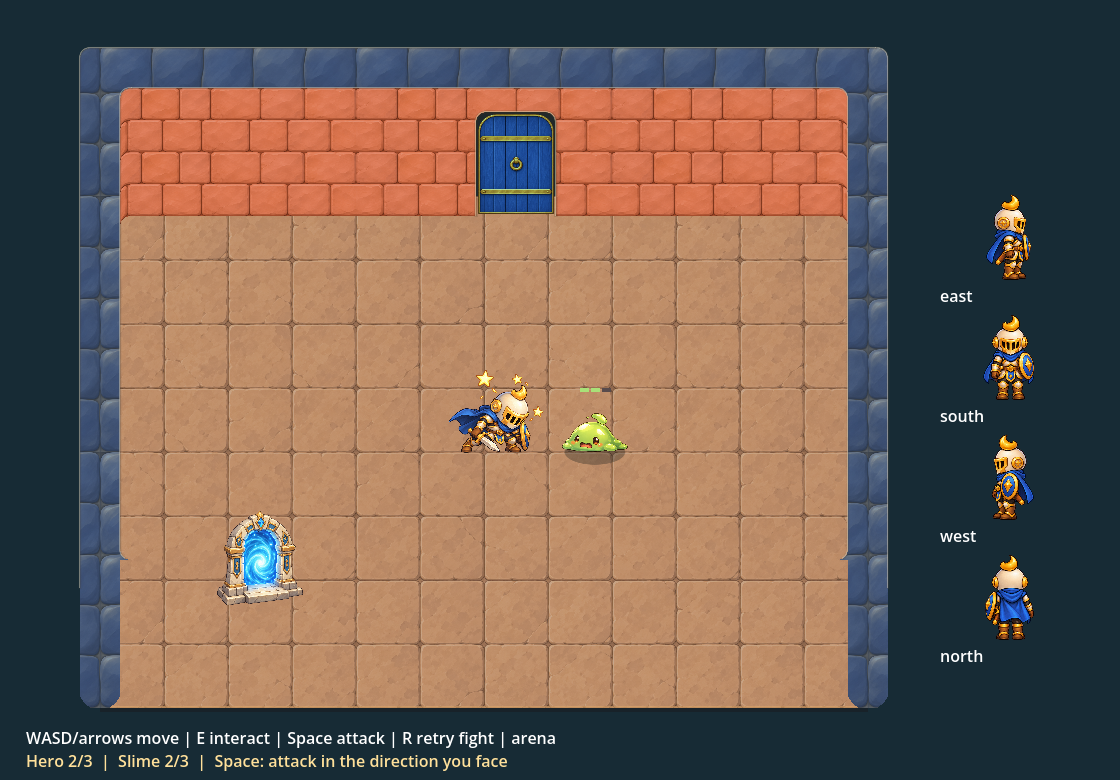 east
south
west
north
WASD/arrows move | E interact | Space attack | R retry fight | arena
Hero 2/3 | Slime 2/3 | Space: attack in the direction you face